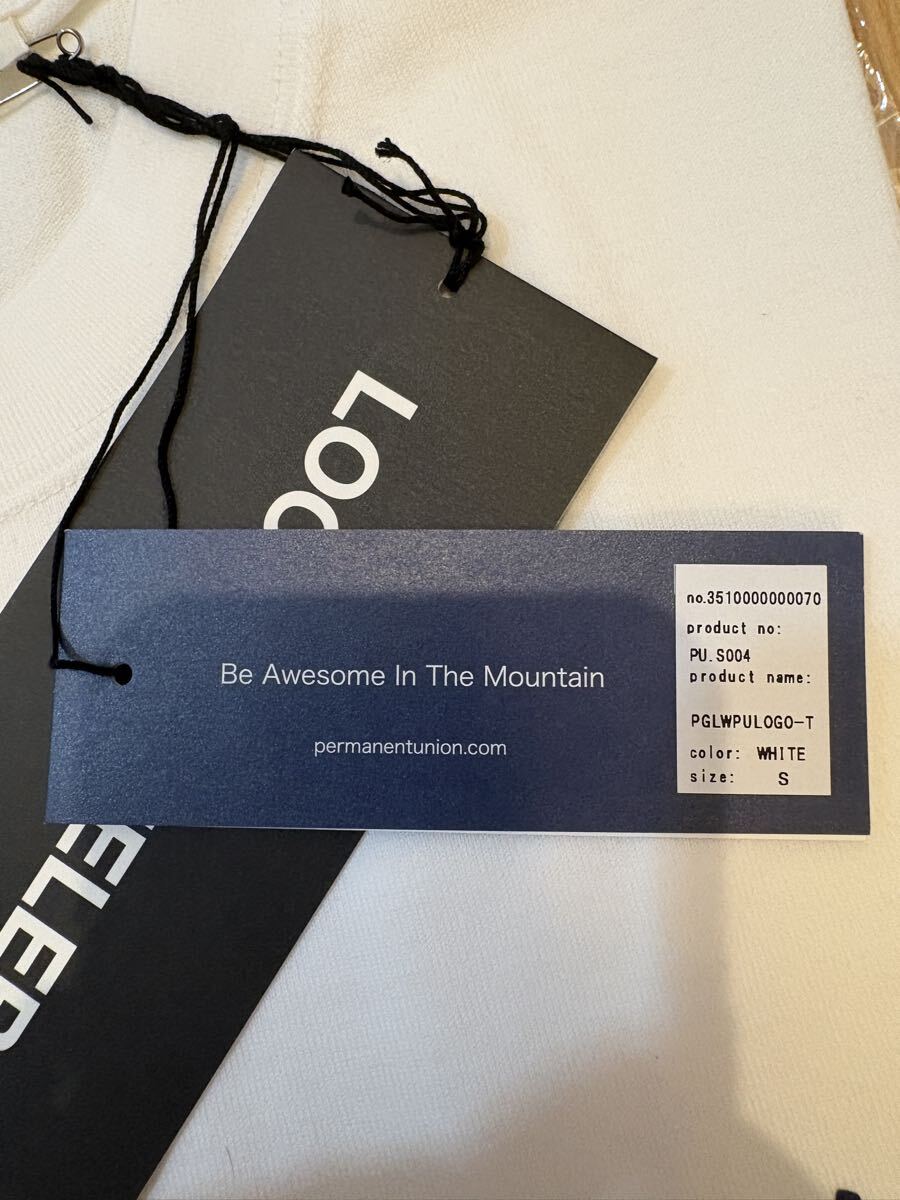 LOC
ELER
Be Awesome In The Mountain
permanentunion.com
no.3510000000070
product no:
PU.S004
product name:
PGLWPULOGO-T
color: WHITE
size: S